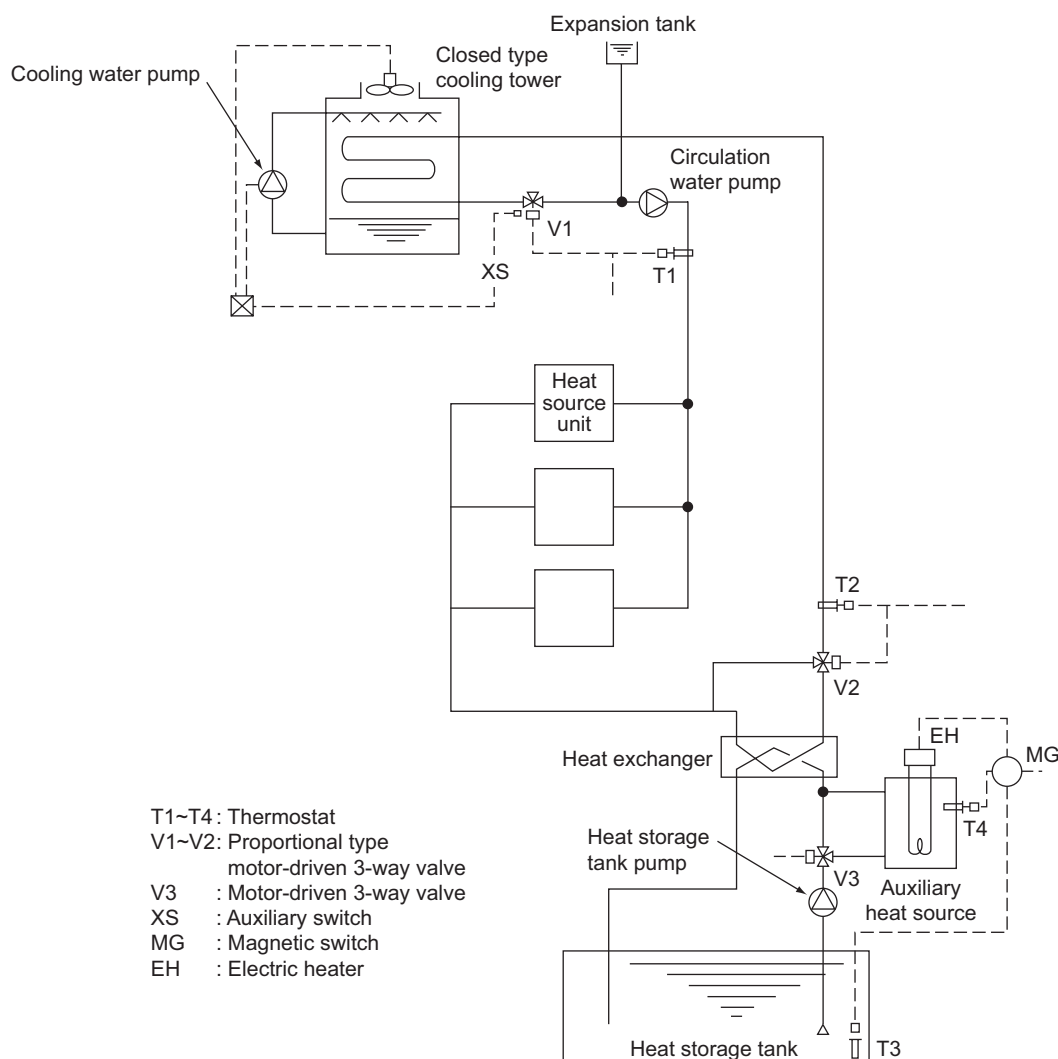 Expansion tank
Closed type
cooling tower
Cooling water pump
Circulation
water pump
V1
XS
T1
Heat
source
unit
T2
V2
EH
MG
Heat exchanger
T4
Heat storage
tank pump
V3
Auxiliary
heat source
T1~T4 : Thermostat
V1~V2: Proportional type
motor-driven 3-way valve
V3 : Motor-driven 3-way valve
XS : Auxiliary switch
MG : Magnetic switch
EH : Electric heater
Heat storage tank
T3